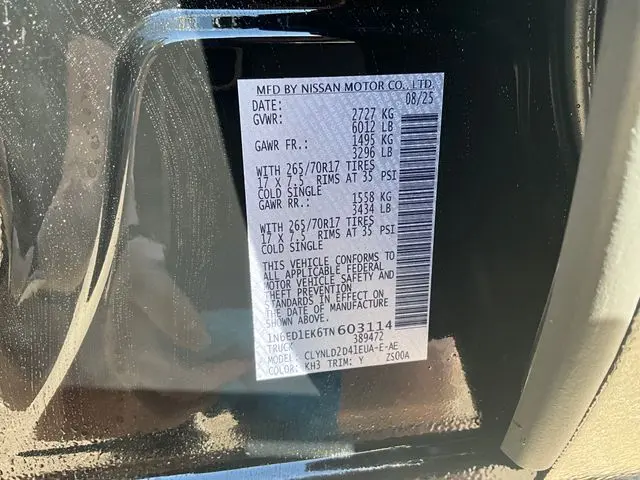 MFD BY NISSAN MOTOR CO., LTD.
DATE: 08/25
GVWR: 2727 KG
6012 LB
GAWR FR.: 1495 KG
3296 LB
WITH 265/70R17 TIRES
17 X 7.5 RIMS AT 35 PSI
COLD SINGLE
GAWR RR.: 1558 KG
3434 LB
WITH 265/70R17 TIRES
17 X 7.5 RIMS AT 35 PSI
COLD SINGLE
THIS VEHICLE CONFORMS TO
ALL APPLICABLE FEDERAL
MOTOR VEHICLE SAFETY AND
THEFT PREVENTION
STANDARDS IN EFFECT ON
THE DATE OF MANUFACTURE
SHOWN ABOVE.
1N6ED1EK6TN603114
TRUCK 389472
MODEL: CLYNLD2D41EUA-E-AE
COLOR: KH3 TRIM: Y ZS00A